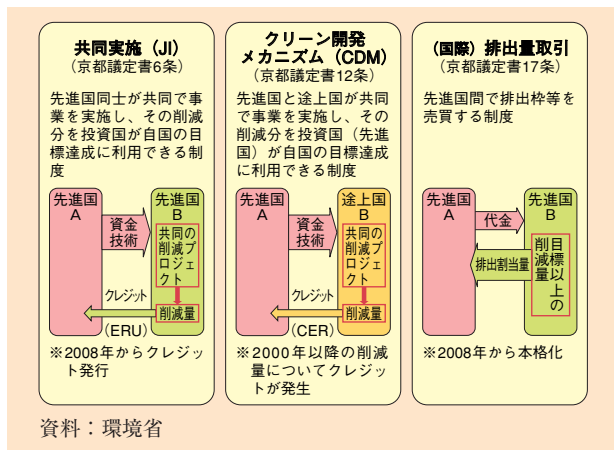 共同実施（JI）
（京都議定書6条）
先進国同士が共同で事
業を実施し、その削減
分を投資国が自国の目
標達成に利用できる制
度
先進国
A
先進国
B
資金
技術
共同の
削減プ
ロジェ
クト
クレジット
削減量
（ERU）
※2008年からクレジッ
ト発行
クリーン開発
メカニズム（CDM）
（京都議定書12条）
先進国と途上国が共同
で事業を実施し、その
削減分を投資国（先進
国）が自国の目標達成
に利用できる制度
先進国
A
途上国
B
資金
技術
共同の
削減プ
ロジェ
クト
クレジット
削減量
（CER）
※2000年以降の削減
量についてクレジッ
トが発生
（国際）排出量取引
（京都議定書17条）
先進国間で排出枠等を
売買する制度
先進国
A
先進国
B
代金
排出割当量
目標以上の
削減量
※2008年から本格化
資料：環境省